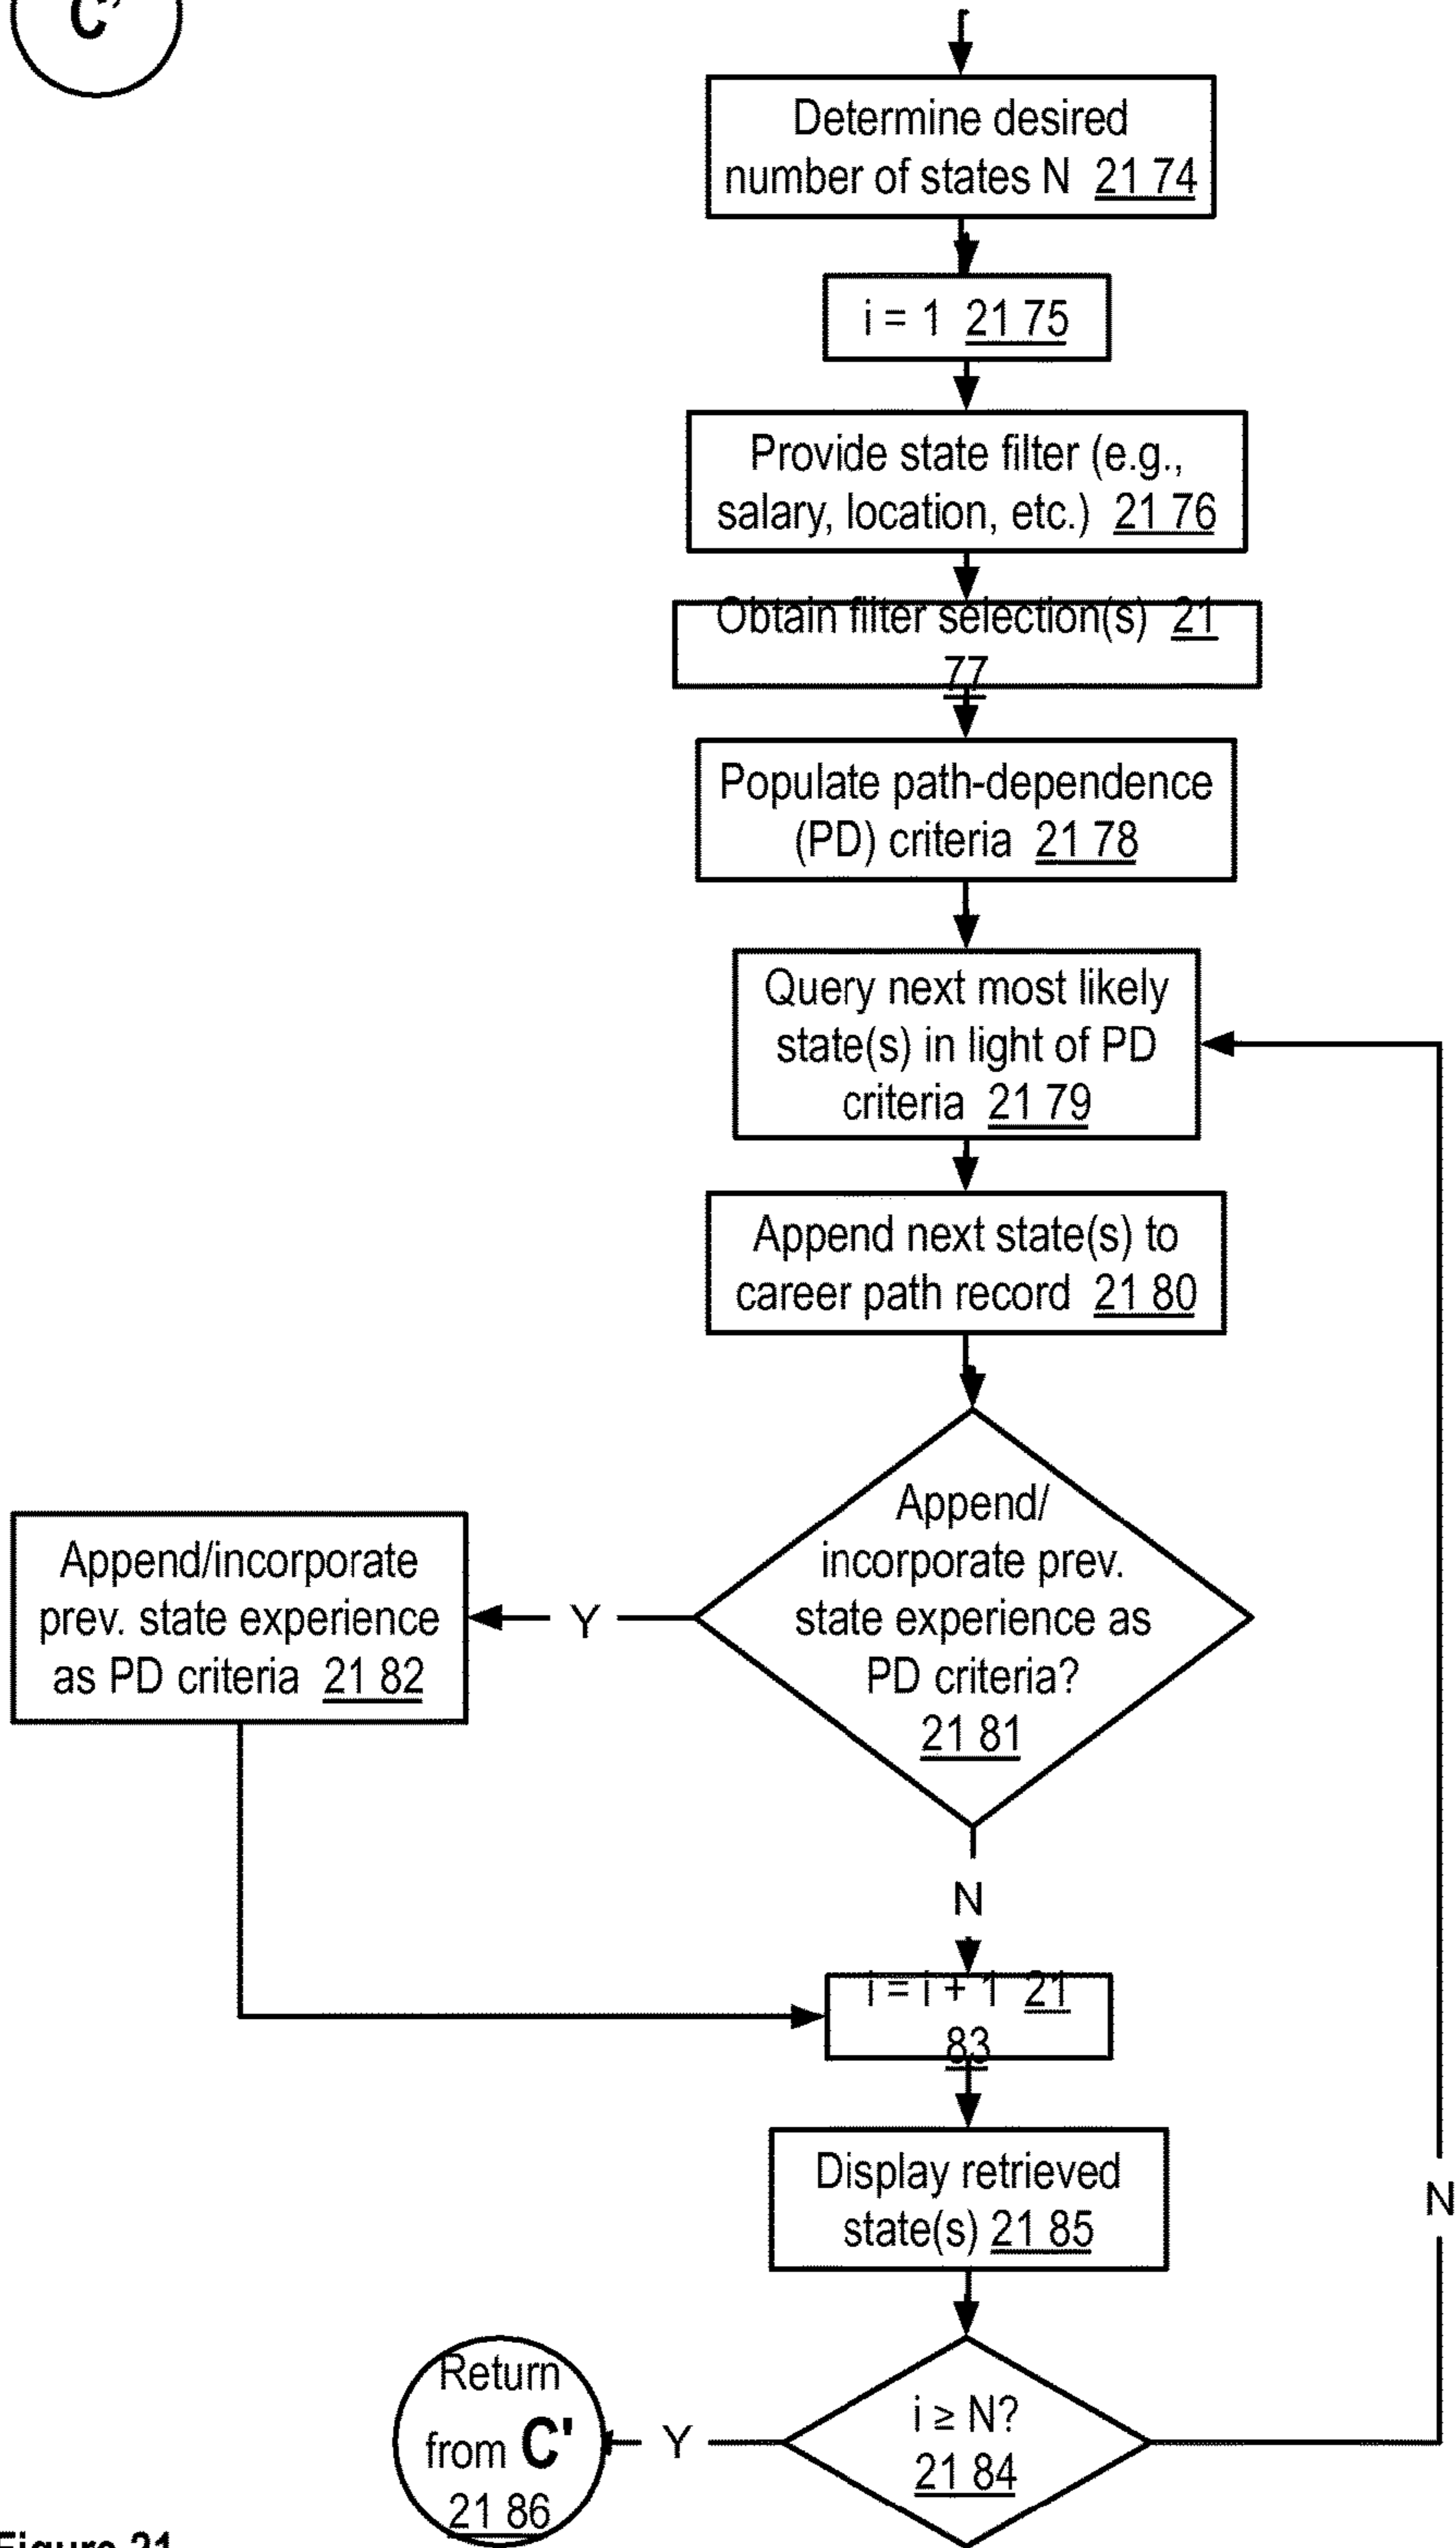 C'
Determine desired
number of states N 21 74
i = 1 21 75
Provide state filter (e.g.,
salary, location, etc.) 21 76
Obtain filter selection(s) 21
77
Populate path-dependence
(PD) criteria 21 78
Query next most likely
state(s) in light of PD
criteria 21 79
Append next state(s) to
career path record 21 80
Append/
incorporate prev.
state experience as
PD criteria?
21 81
Y
Append/incorporate
prev. state experience
as PD criteria 21 82
N
i = i + 1 21
83
Display retrieved
state(s) 21 85
N
i ≥ N?
21 84
Y
Return
from C'
21 86
Figure 21